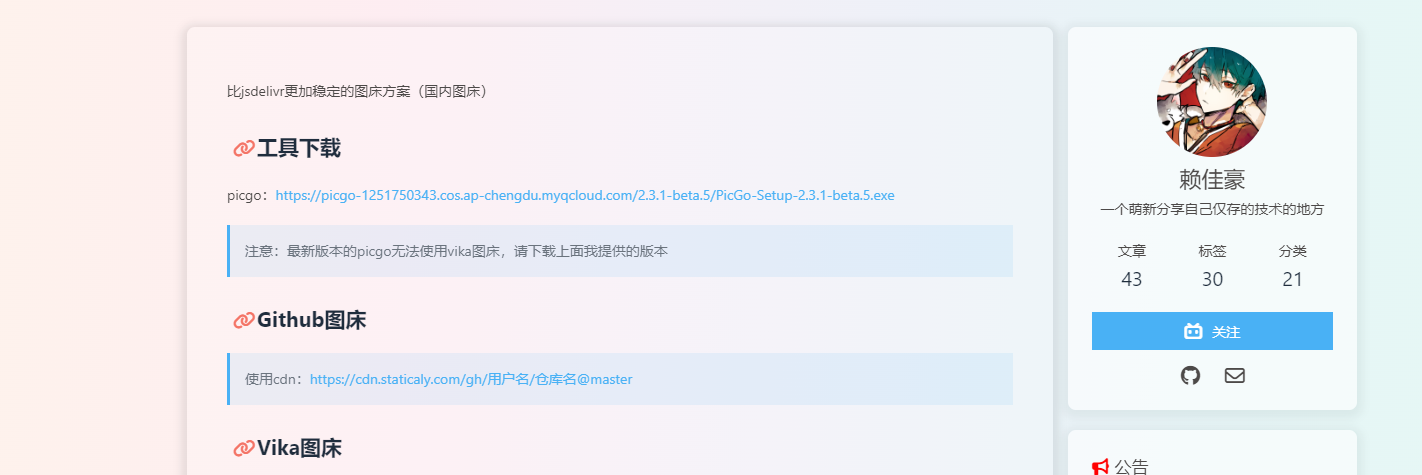 比jsdelivr更加稳定的图床方案（国内图床）
工具下载
picgo：https://picgo-1251750343.cos.ap-chengdu.myqcloud.com/2.3.1-beta.5/PicGo-Setup-2.3.1-beta.5.exe
注意：最新版本的picgo无法使用vika图床，请下载上面我提供的版本
Github图床
使用cdn：https://cdn.staticaly.com/gh/用户名/仓库名@master
Vika图床
赖佳豪
一个萌新分享自己仅存的技术的地方
文章 标签 分类
43 30 21
关注
公告